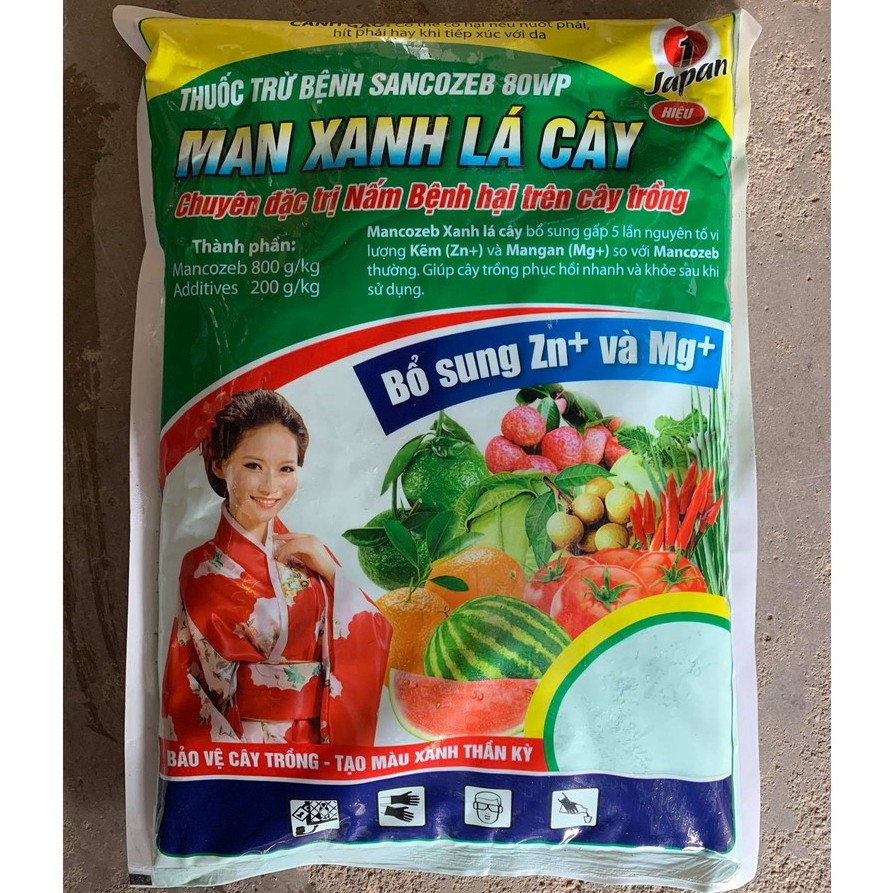 CẢNH BÁO: Có thể có hại nếu nuốt phải,
hít phải hay tiếp xúc với da
1
Japan
HIỆU
THUỐC TRỪ BỆNH SANCOZEB 80WP
MAN XANH LÁ CÂY
Chuyên đặc trị Nấm Bệnh hại trên cây trồng
Thành phần:
Mancozeb 800 g/kg
Additives 200 g/kg
Mancozeb Xanh lá cây bổ sung gấp 5 lần nguyên tố vi
lượng Kẽm (Zn+) và Mangan (Mg+) so với Mancozeb
thường. Giúp cây trồng phục hồi nhanh và khỏe sau khi
sử dụng.
Bổ sung Zn+ và Mg+
BẢO VỆ CÂY TRỒNG - TẠO MÀU XANH THẦN KỲ